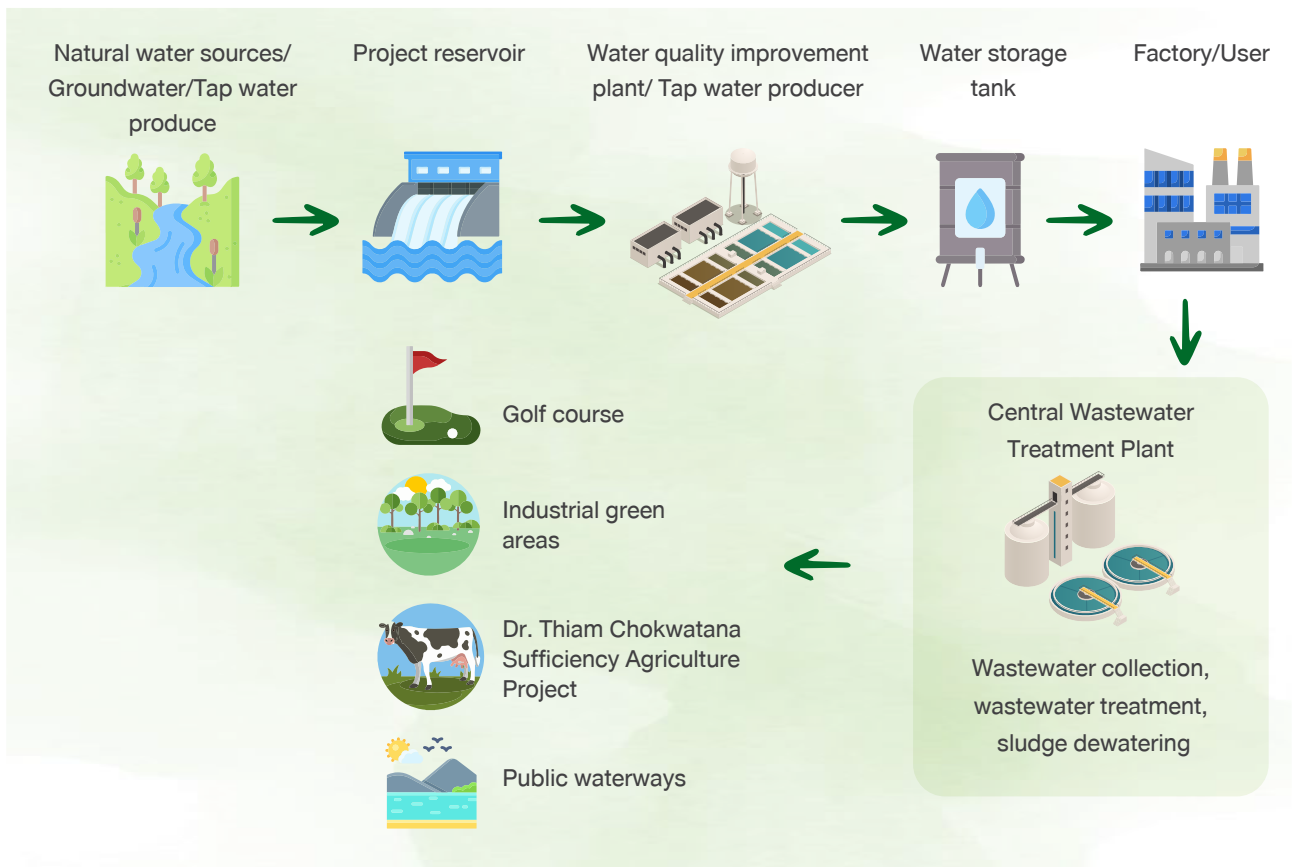 Natural water sources/
Groundwater/Tap water
produce
Project reservoir
Water quality improvement
plant/ Tap water producer
Water storage
tank
Factory/User
Golf course
Industrial green
areas
Dr. Thiam Chokwatana
Sufficiency Agriculture
Project
Public waterways
Central Wastewater
Treatment Plant
Wastewater collection,
wastewater treatment,
sludge dewatering